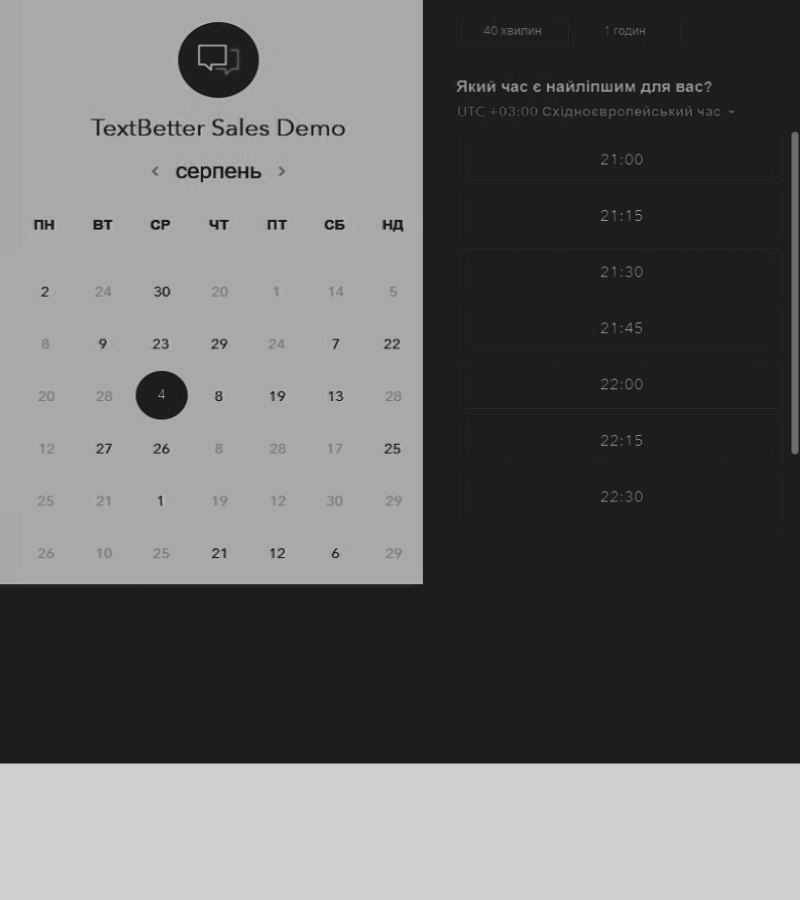 TextBetter Sales Demo
< серпень >
ПН ВТ СР ЧТ ПТ СБ НД
2 24 30 20 1 14 5
8 9 23 29 24 7 22
20 28 4 8 19 13 28
12 27 26 8 28 17 25
25 21 1 19 12 30 29
26 10 25 21 12 6 29
40 хвилин 1 годин
Який час є найліпшим для вас?
UTC +03:00 Східноєвропейський час
21:00
21:15
21:30
21:45
22:00
22:15
22:30